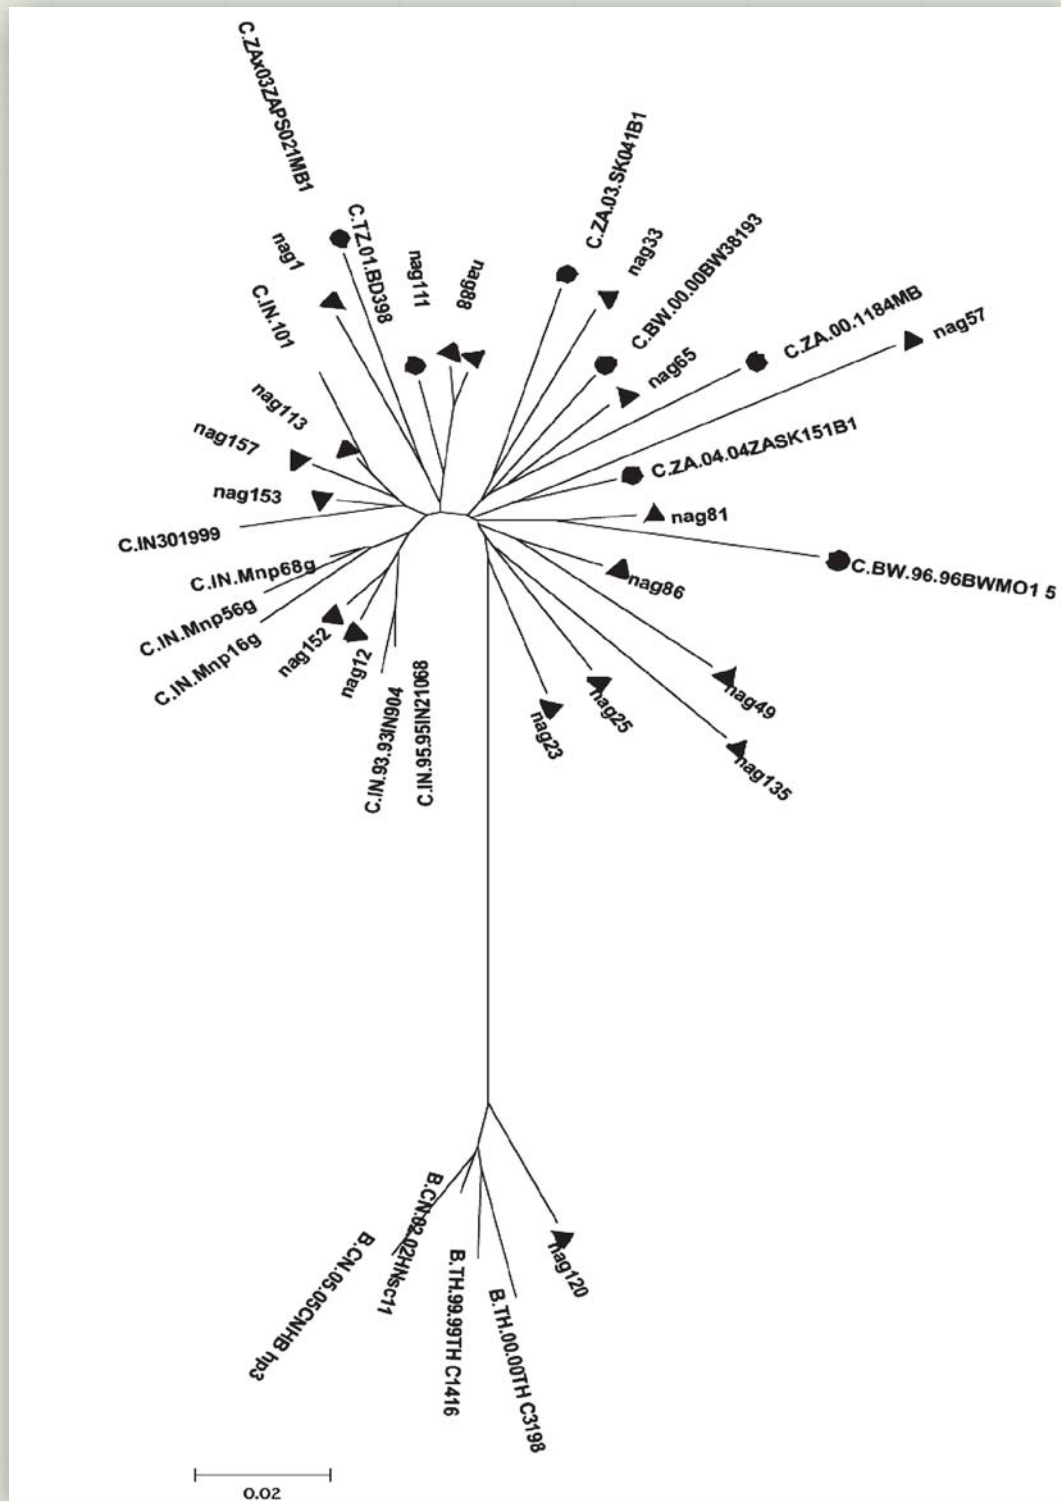 C.ZAx03ZAPS021MB1
C.TZ.01.BD398
nag1
C.IN.101
nag111
nag88
C.ZA.03.SK041B1
nag33
C.BW.00.00BW38193
nag65
C.ZA.00.1184MB
nag57
C.ZA.04.04ZASK151B1
nag81
C.BW.96.96BWMO1 5
nag113
nag157
nag153
C.IN301999
C.IN.Mnp68g
C.IN.Mnp56g
C.IN.Mnp16g
nag152
nag12
C.IN.93.93IN904
C.IN.95.95IN21068
nag86
nag49
nag135
nag25
nag23
B.CN.05.05CNHB hp3
B.CN.02.02HNsc11
B.TH.99.99TH C1416
B.TH.00.00TH C3198
nag120
0.02